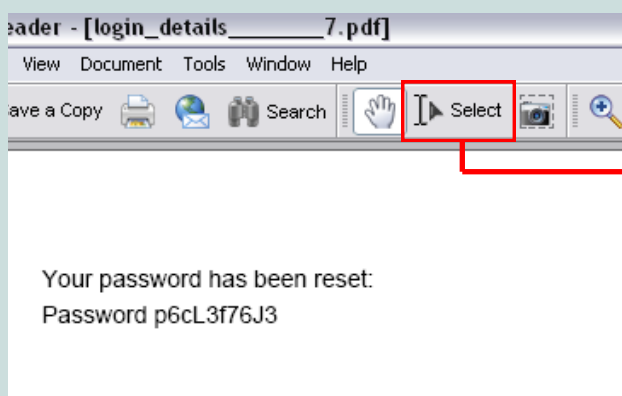 eader - [login_details________7.pdf]
View Document Tools Window Help
ave a Copy Search Select
Your password has been reset:
Password p6cL3f76J3